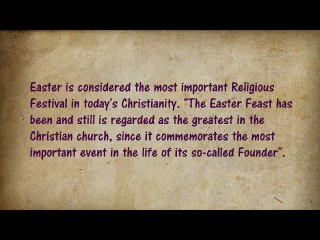 Easter is considered the most important Religious
Festival in today's Christianity. "The Easter Feast has
been and still is regarded as the greatest in the
Christian church, since it commemorates the most
important event in the life of its so-called Founder".